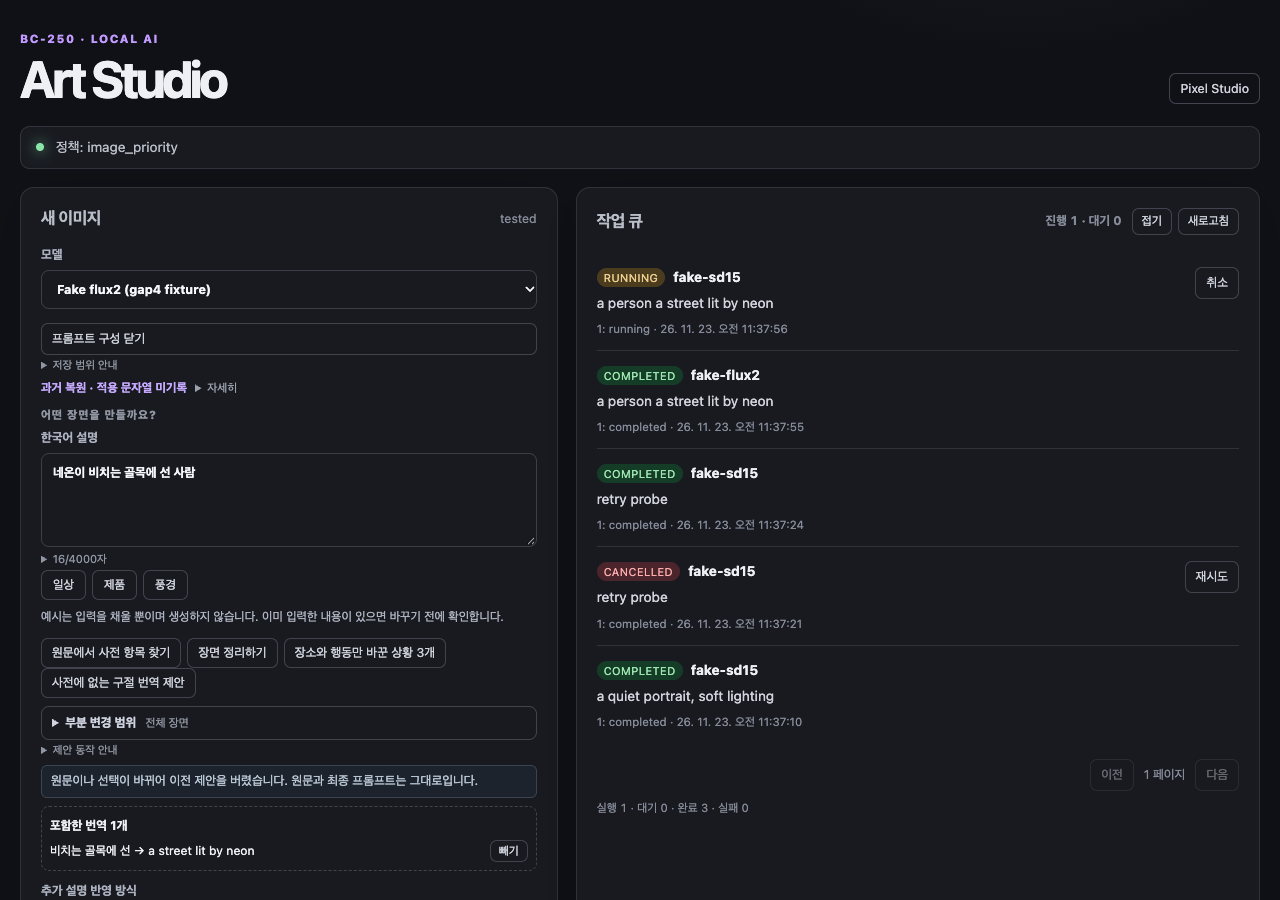 BC-250 · LOCAL AI
Art Studio
Pixel Studio
정책: image_priority
새 이미지
tested
모델
Fake flux2 (gap4 fixture)
프롬프트 구성 닫기
▶ 저장 범위 안내
과거 복원 · 적용 문자열 미기록 ▶ 자세히
어떤 장면을 만들까요?
한국어 설명
네온이 비치는 골목에 선 사람
▶ 16/4000자
일상 제품 풍경
예시는 입력을 채울 뿐이며 생성하지 않습니다. 이미 입력한 내용이 있으면 바꾸기 전에 확인합니다.
원문에서 사전 항목 찾기 장면 정리하기 장소와 행동만 바꾼 상황 3개
사전에 없는 구절 번역 제안
▶ 부분 변경 범위 전체 장면
▶ 제안 동작 안내
원문이나 선택이 바뀌어 이전 제안을 버렸습니다. 원문과 최종 프롬프트는 그대로입니다.
포함한 번역 1개
비치는 골목에 선 → a street lit by neon 빼기
추가 설명 반영 방식
작업 큐
진행 1 · 대기 0 접기 새로고침
RUNNING fake-sd15 취소
a person a street lit by neon
1: running · 26. 11. 23. 오전 11:37:56
COMPLETED fake-flux2
a person a street lit by neon
1: completed · 26. 11. 23. 오전 11:37:55
COMPLETED fake-sd15
retry probe
1: completed · 26. 11. 23. 오전 11:37:24
CANCELLED fake-sd15 재시도
retry probe
1: completed · 26. 11. 23. 오전 11:37:21
COMPLETED fake-sd15
a quiet portrait, soft lighting
1: completed · 26. 11. 23. 오전 11:37:10
이전 1 페이지 다음
실행 1 · 대기 0 · 완료 3 · 실패 0